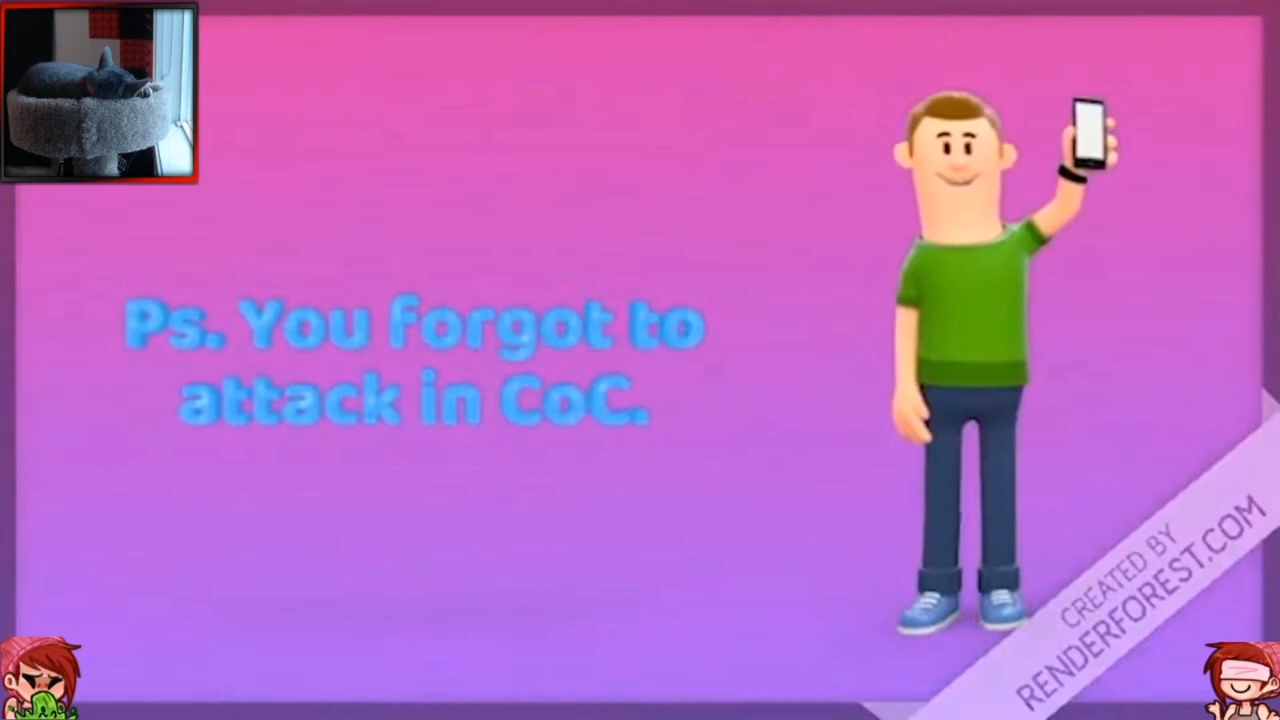 Ps. You forgot to
attack in CoC.
CREATED BY
RENDERFOREST.COM